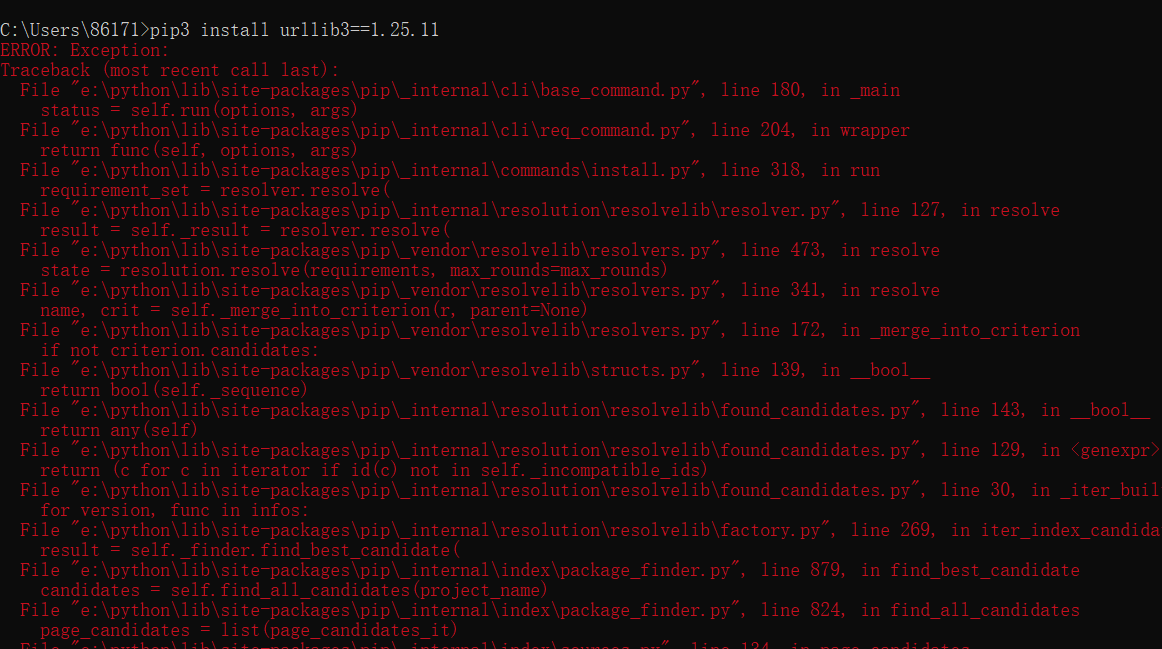 C:\Users\86171>pip3 install urllib3==1.25.11
ERROR: Exception:
Traceback (most recent call last):
  File "e:\python\lib\site-packages\pip\_internal\cli\base_command.py", line 180, in _main
    status = self.run(options, args)
  File "e:\python\lib\site-packages\pip\_internal\cli\req_command.py", line 204, in wrapper
    return func(self, options, args)
  File "e:\python\lib\site-packages\pip\_internal\commands\install.py", line 318, in run
    requirement_set = resolver.resolve(
  File "e:\python\lib\site-packages\pip\_internal\resolution\resolvelib\resolver.py", line 127, in resolve
    result = self._result = resolver.resolve(
  File "e:\python\lib\site-packages\pip\_vendor\resolvelib\resolvers.py", line 473, in resolve
    state = resolution.resolve(requirements, max_rounds=max_rounds)
  File "e:\python\lib\site-packages\pip\_vendor\resolvelib\resolvers.py", line 341, in resolve
    name, crit = self._merge_into_criterion(r, parent=None)
  File "e:\python\lib\site-packages\pip\_vendor\resolvelib\resolvers.py", line 172, in _merge_into_criterion
    if not criterion.candidates:
  File "e:\python\lib\site-packages\pip\_vendor\resolvelib\structs.py", line 139, in __bool__
    return bool(self._sequence)
  File "e:\python\lib\site-packages\pip\_internal\resolution\resolvelib\found_candidates.py", line 143, in __bool__
    return any(self)
  File "e:\python\lib\site-packages\pip\_internal\resolution\resolvelib\found_candidates.py", line 129, in <genexpr>
    return (c for c in iterator if id(c) not in self._incompatible_ids)
  File "e:\python\lib\site-packages\pip\_internal\resolution\resolvelib\found_candidates.py", line 30, in _iter_buil
    for version, func in infos:
  File "e:\python\lib\site-packages\pip\_internal\resolution\resolvelib\factory.py", line 269, in iter_index_candida
    result = self._finder.find_best_candidate(
  File "e:\python\lib\site-packages\pip\_internal\index\package_finder.py", line 879, in find_best_candidate
    candidates = self.find_all_candidates(project_name)
  File "e:\python\lib\site-packages\pip\_internal\index\package_finder.py", line 824, in find_all_candidates
    page_candidates = list(page_candidates_it)
  File "e:\python\lib\site-packages\pip\_internal\index\sources.py", line 134, in page_candidates